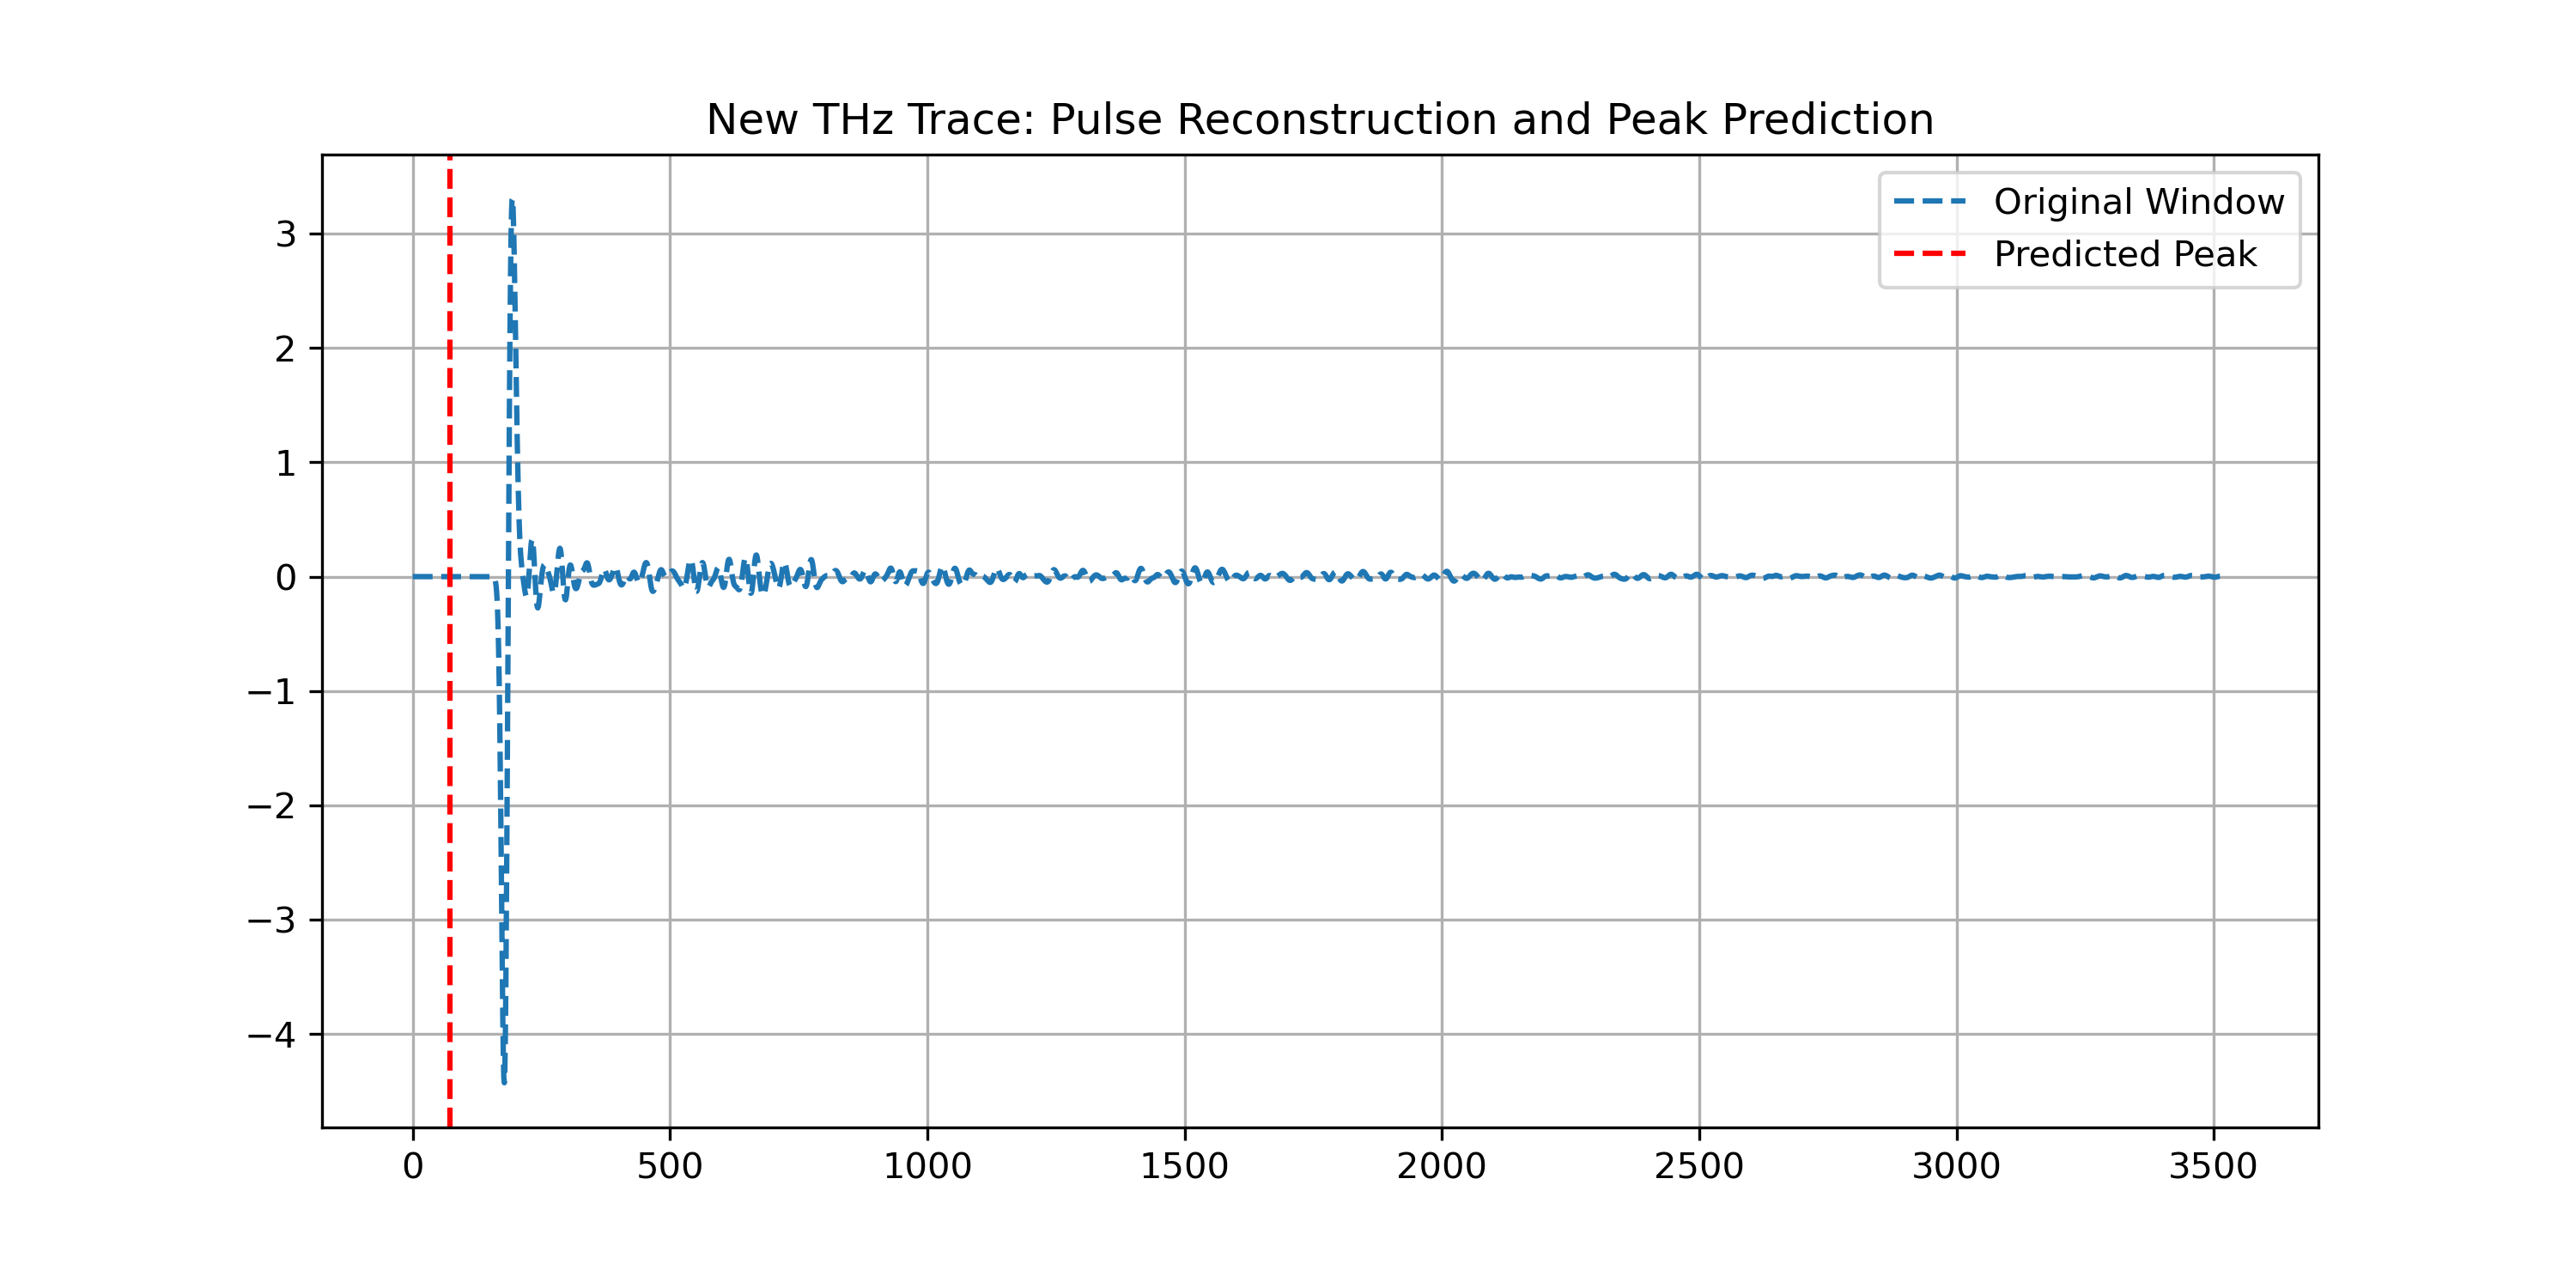 New THz Trace: Pulse Reconstruction and Peak Prediction
Original Window
Predicted Peak
3
2
1
0
−1
−2
−3
−4
0 500 1000 1500 2000 2500 3000 3500